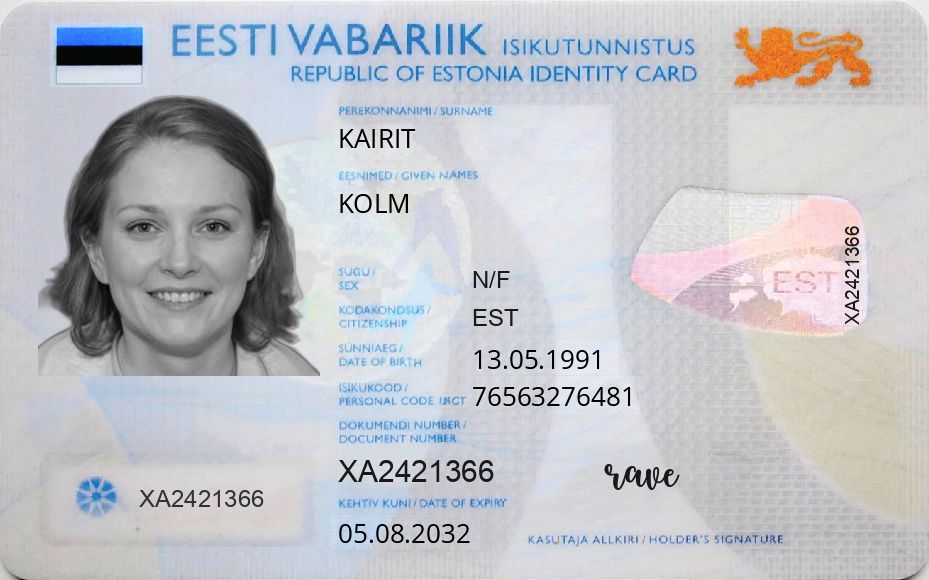 EESTI VABARIIK ISIKUTUNNISTUS
REPUBLIC OF ESTONIA IDENTITY CARD
PEREKONNANIMI / SURNAME
KAIRIT
EESNIMED / GIVEN NAMES
KOLM
SUGU /
SEX
N/F
KODAKONDSUS /
CITIZENSHIP
EST
SÜNNIAEG /
DATE OF BIRTH
13.05.1991
ISIKUKOOD /
PERSONAL CODE
76563276481
DOKUMENDI NUMBER /
DOCUMENT NUMBER
XA2421366
KEHTIV KUNI / DATE OF EXPIRY
05.08.2032
XA2421366
EST
XA2421366
rave
KASUTAJA ALLKIRI / HOLDER'S SIGNATURE